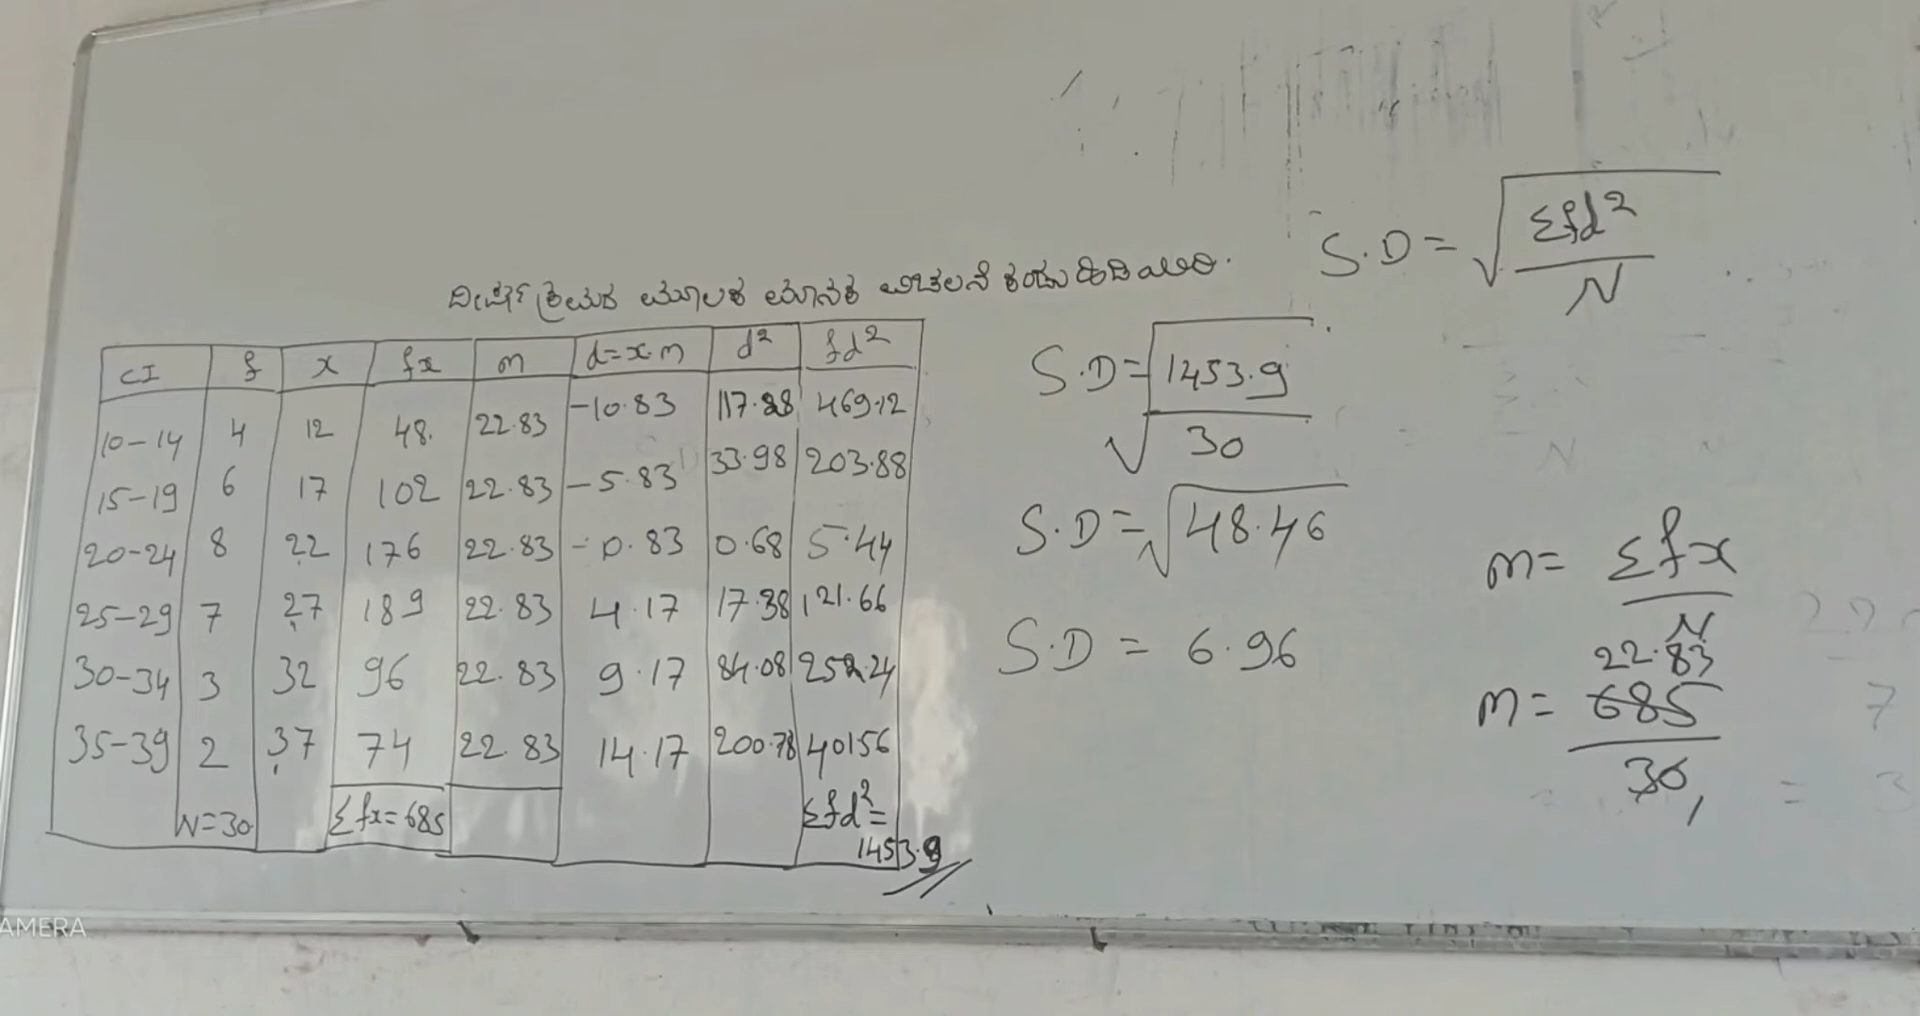 ದೀರ್ಘ ಕ್ರಮದ ಮೂಲಕ ಮಾನಕ ವಿಚಲನೆ ಕಂಡು ಹಿಡಿಯಿರಿ.
CI f x fx m d=x.m d² fd²
10-14 4 12 48. 22.83 -10.83 117.28 469.12
15-19 6 17 102 22.83 -5.83 33.98 203.88
20-24 8 22 176 22.83 -0.83 0.68 5.44
25-29 7 27 189 22.83 4.17 17.38 121.66
30-34 3 32 96 22.83 9.17 84.08 252.24
35-39 2 37 74 22.83 14.17 200.78 401.56
N=30 Σfx=685 Σfd²=
1453.9
S.D = √Σfd²
N
S.D = √1453.9
30
S.D = √48.46
S.D = 6.96
m = Σfx
N
22.83
m = 685
30
AMERA